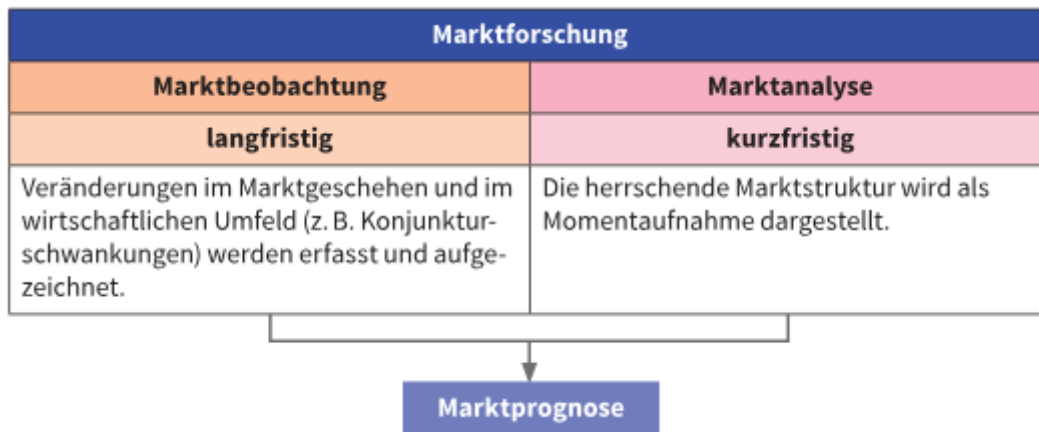 Marktforschung
Marktbeobachtung
Marktanalyse
langfristig
kurzfristig
Veränderungen im Marktgeschehen und im
wirtschaftlichen Umfeld (z. B. Konjunktur-
schwankungen) werden erfasst und aufge-
zeichnet.
Die herrschende Marktstruktur wird als
Momentaufnahme dargestellt.
Marktprognose